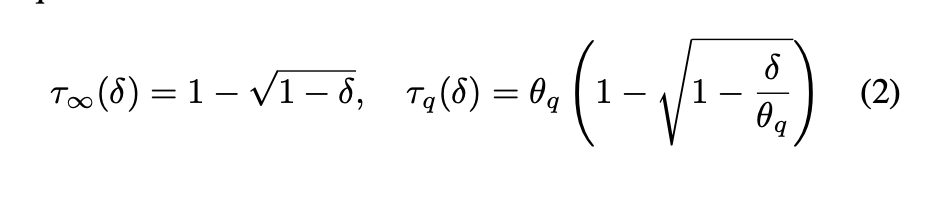 τ∞(δ) = 1 − √(1 − δ), τq(δ) = θq (1 − √(1 − δ/θq)) (2)